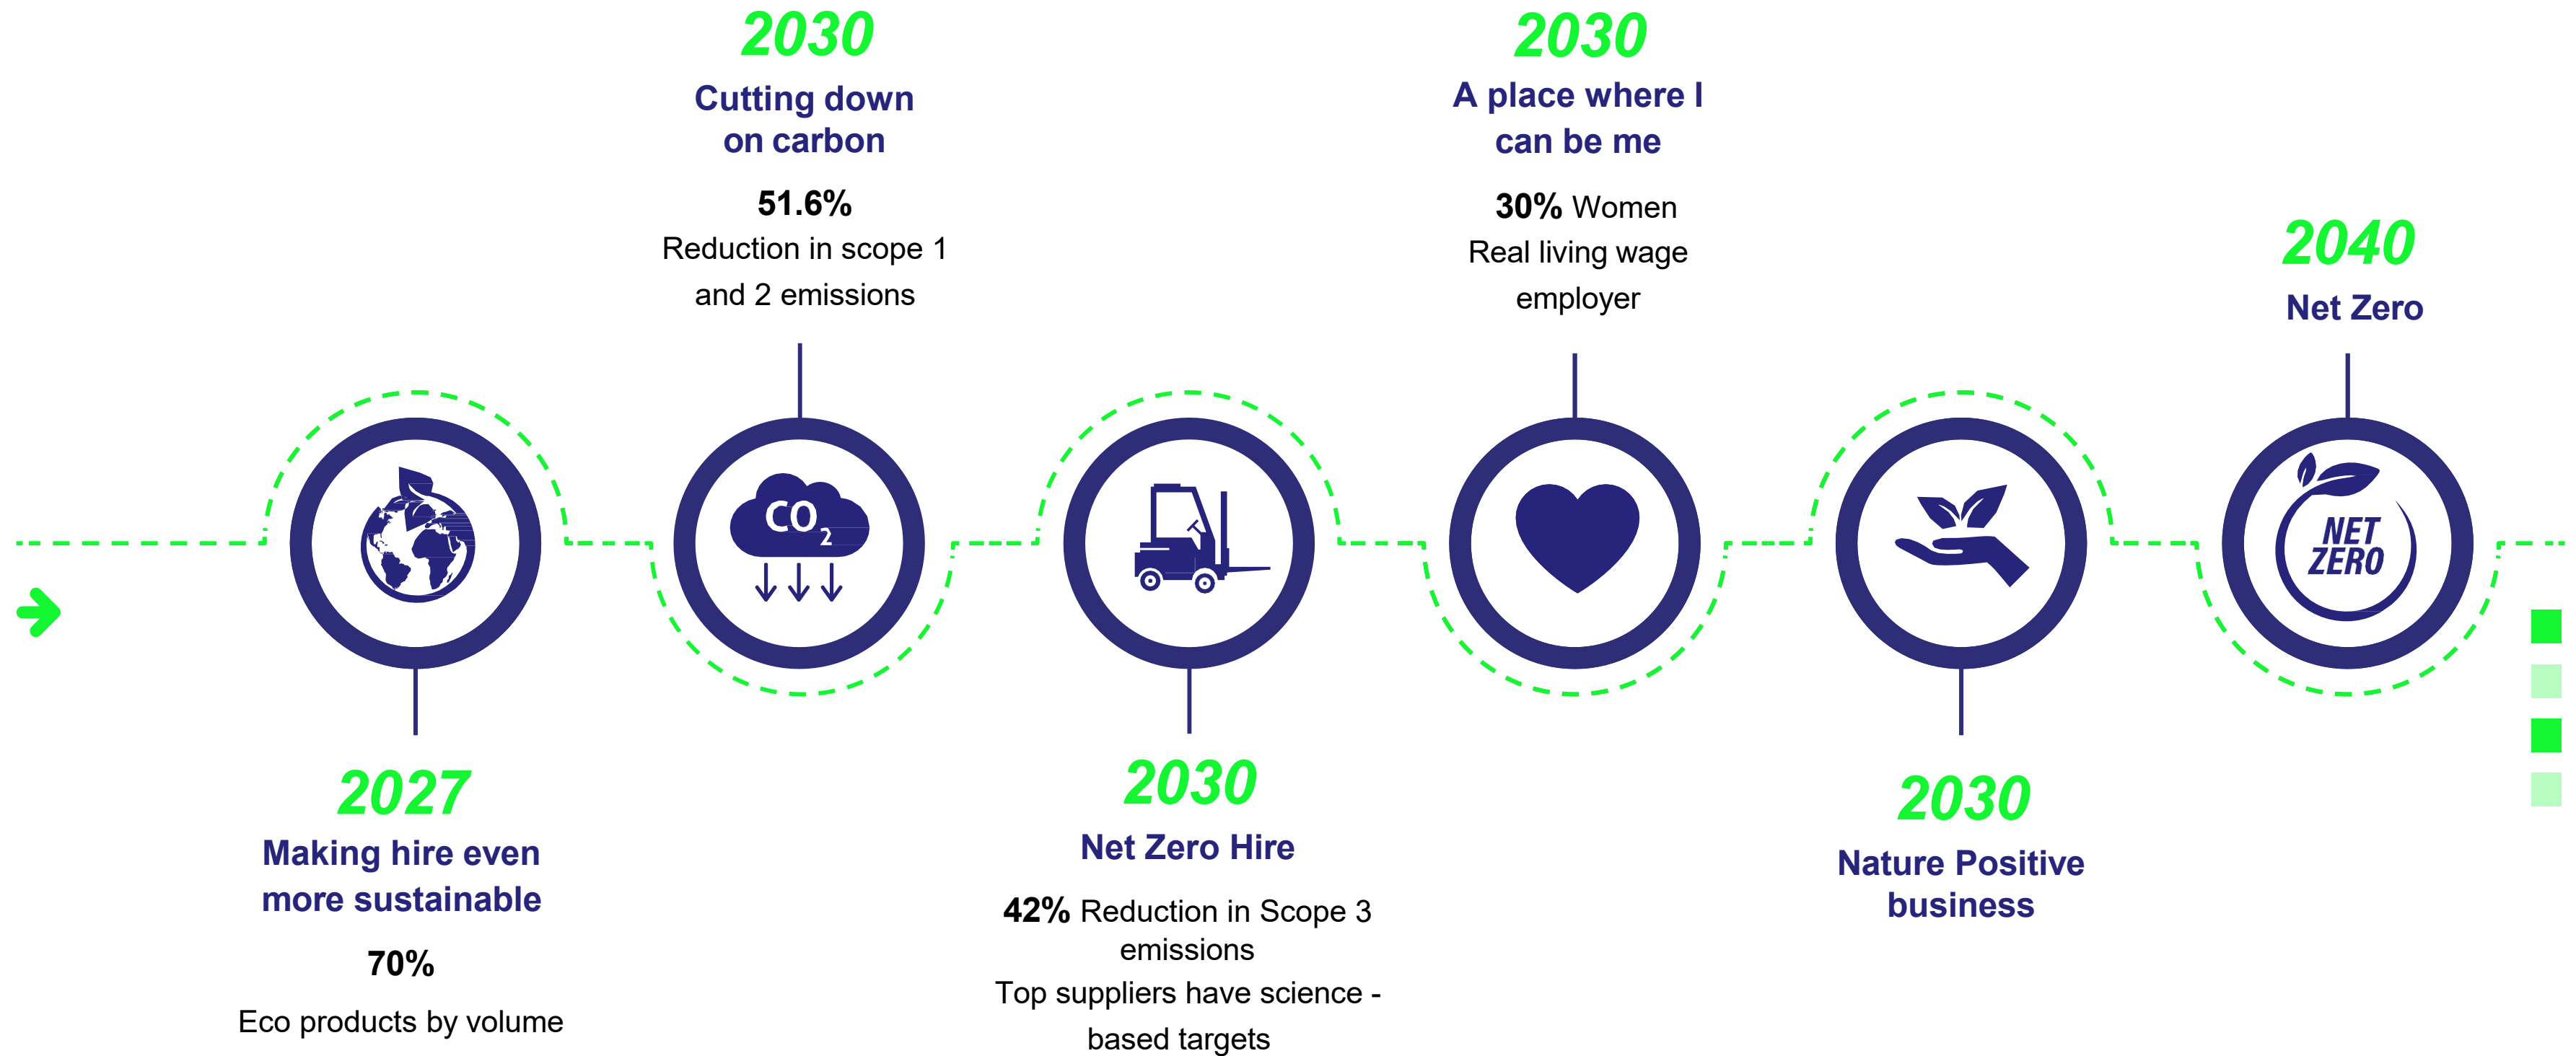 2027
Making hire even
more sustainable
70%
Eco products by volume
2030
Cutting down
on carbon
51.6%
Reduction in scope 1
and 2 emissions
CO2
2030
Net Zero Hire
42% Reduction in Scope 3
emissions
Top suppliers have science -
based targets
2030
A place where I
can be me
30% Women
Real living wage
employer
2030
Nature Positive
business
2040
Net Zero
NET
ZERO